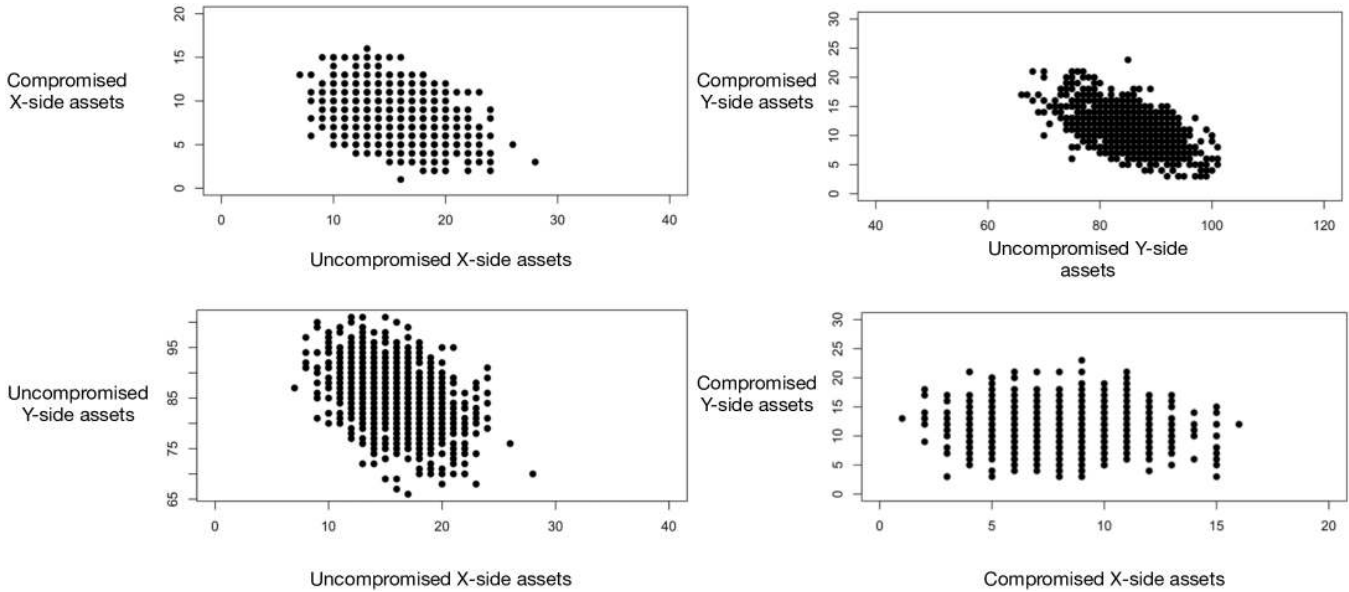 20
15
10
5
0
Compromised
X-side assets
0 10 20 30 40
Uncompromised X-side assets
30
25
20
15
10
5
0
Compromised
Y-side assets
40 60 80 100 120
Uncompromised Y-side
assets
95
85
75
65
Uncompromised
Y-side assets
0 10 20 30 40
Uncompromised X-side assets
30
25
20
15
10
5
0
Compromised
Y-side assets
0 5 10 15 20
Compromised X-side assets